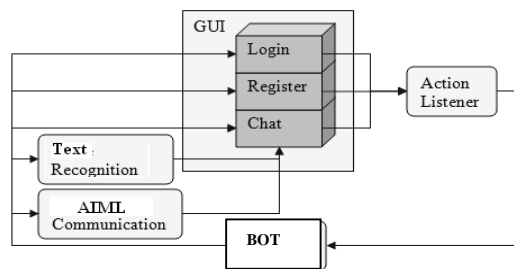 GUI
Login
Register
Chat
Action
Listener
Text
Recognition
AIML
Communication
BOT